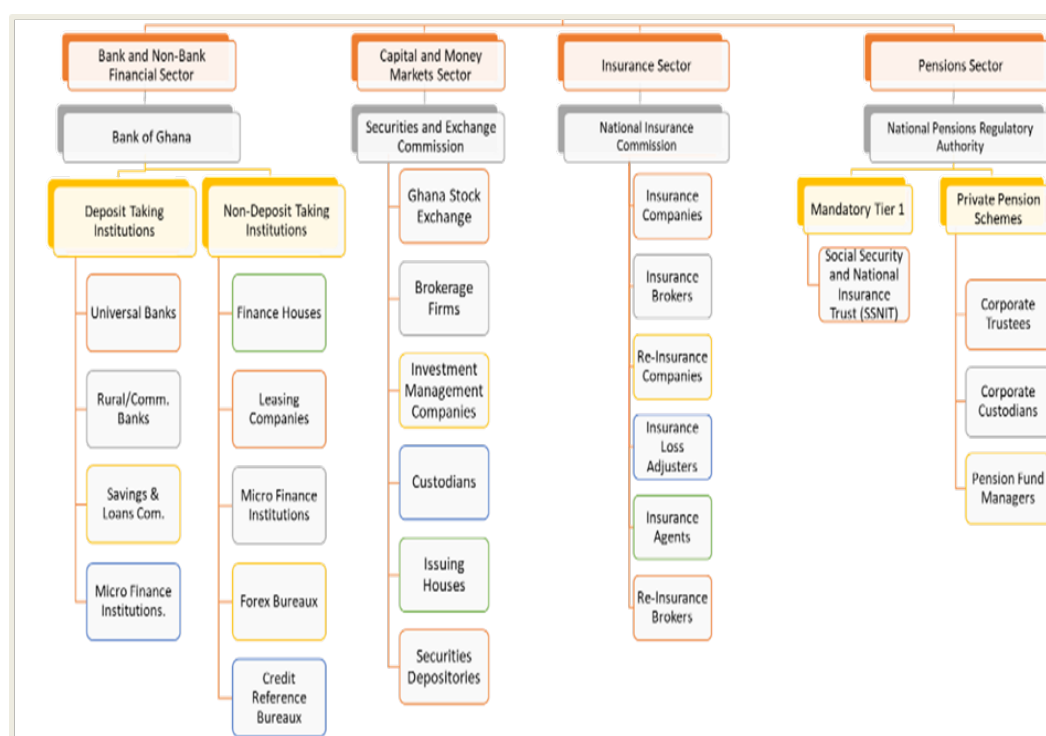 Bank and Non-Bank
Financial Sector
Capital and Money
Markets Sector
Insurance Sector
Pensions Sector
Bank of Ghana
Securities and Exchange
Commission
National Insurance
Commission
National Pensions Regulatory
Authority
Deposit Taking
Institutions
Non-Deposit Taking
Institutions
Universal Banks
Rural/Comm.
Banks
Savings &
Loans Com.
Micro Finance
Institutions.
Finance Houses
Leasing
Companies
Micro Finance
Institutions
Forex Bureaux
Credit
Reference
Bureaux
Ghana Stock
Exchange
Brokerage
Firms
Investment
Management
Companies
Custodians
Issuing
Houses
Securities
Depositories
Insurance
Companies
Insurance
Brokers
Re-Insurance
Companies
Insurance
Loss
Adjusters
Insurance
Agents
Re-Insurance
Brokers
Mandatory Tier 1
Social Security
and National
Insurance
Trust (SSNIT)
Private Pension
Schemes
Corporate
Trustees
Corporate
Custodians
Pension Fund
Managers